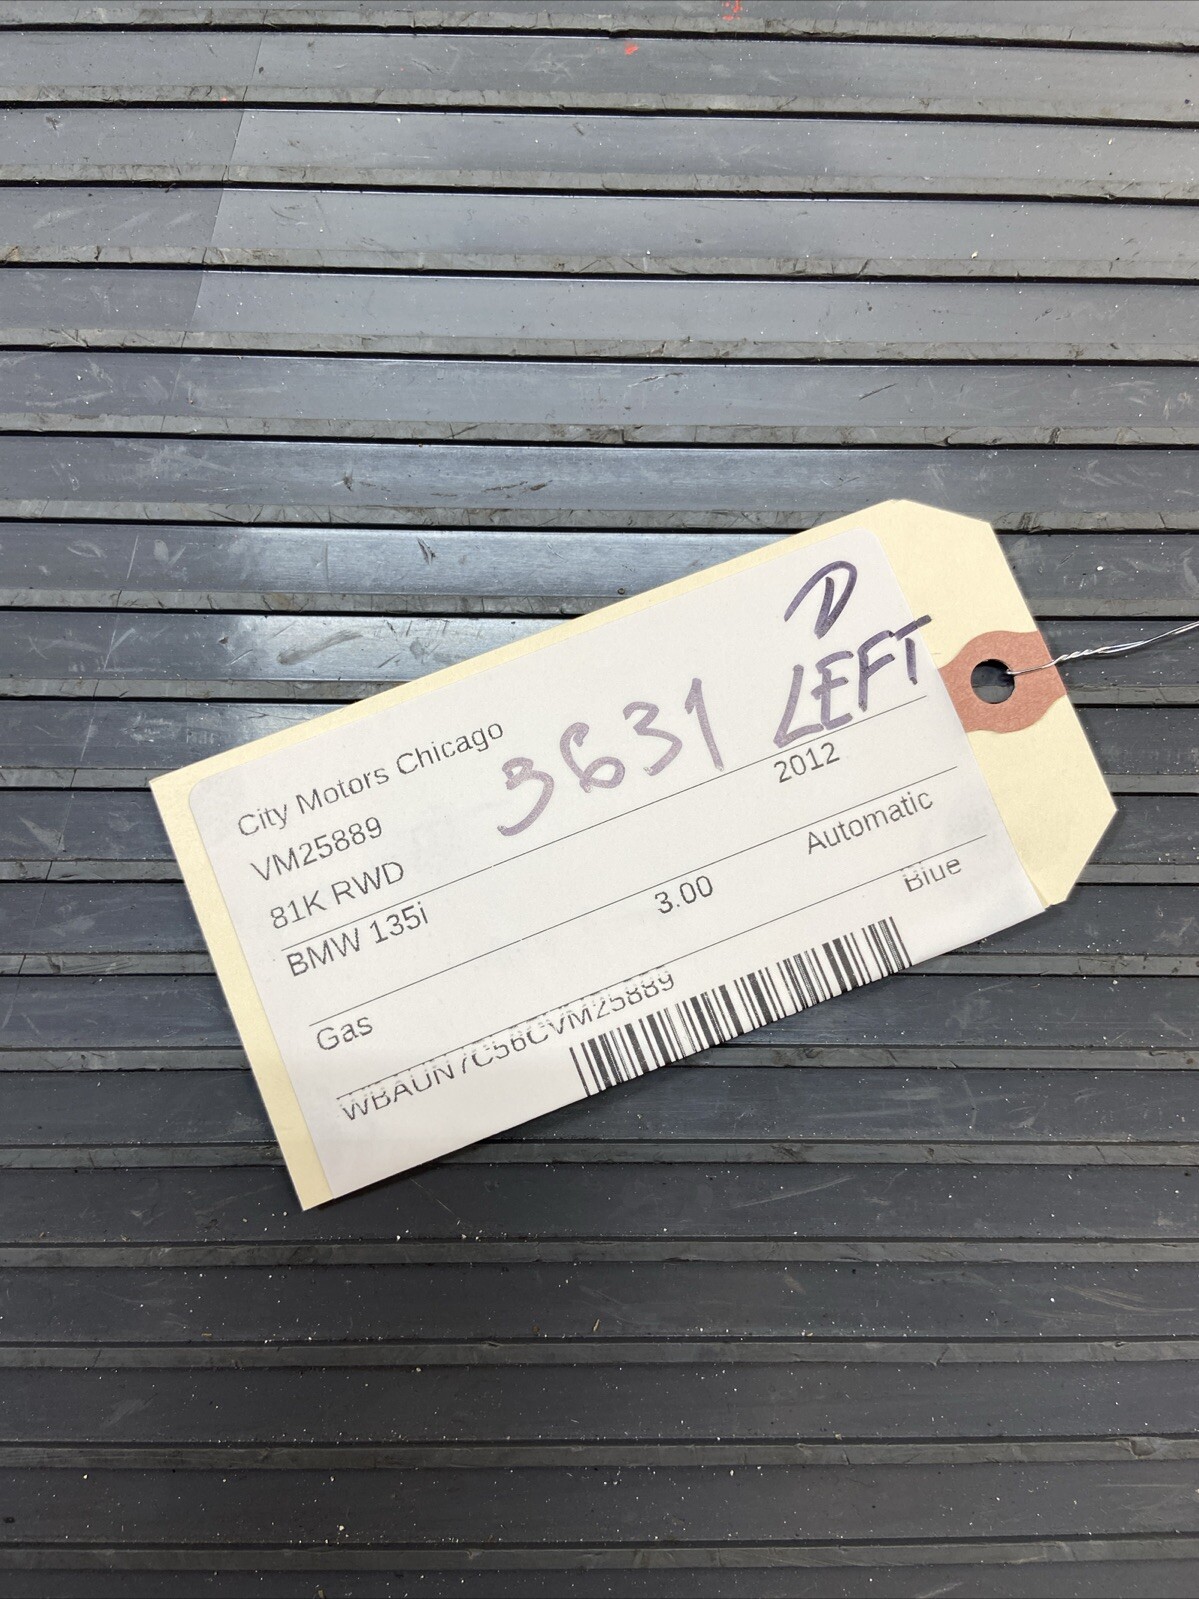 D
LEFT
3631
City Motors Chicago
VM25889
81K RWD
BMW 135i 2012
Gas 3.00 Automatic
WBAUN7C56CVM25889 Blue